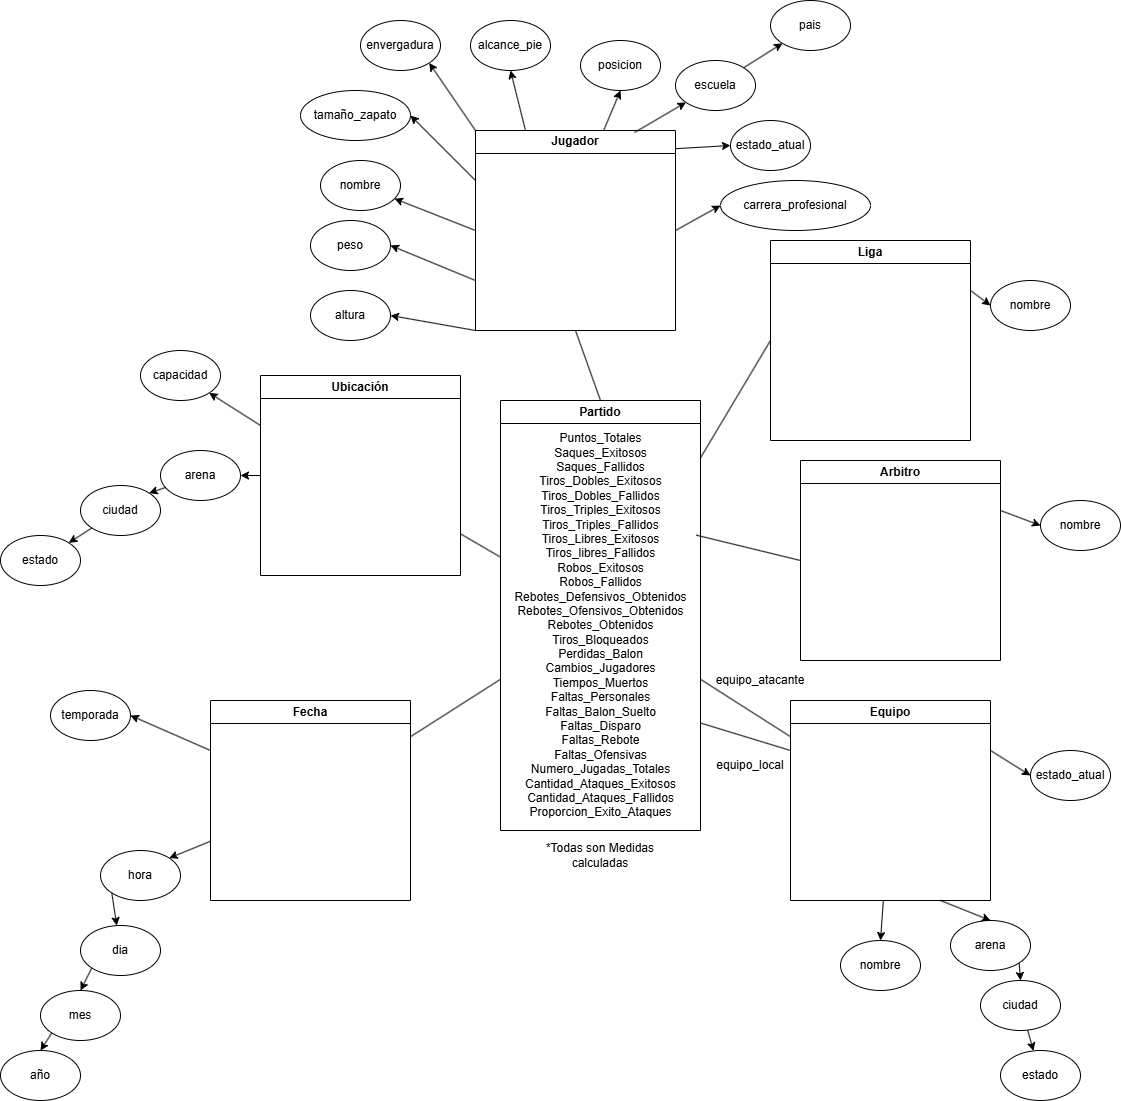 pais
envergadura
alcance_pie
posicion
escuela
tamaño_zapato
Jugador
estado_atual
nombre
carrera_profesional
peso
Liga
altura
nombre
capacidad
Ubicación
Partido
Puntos_Totales
Saques_Exitosos
Saques_Fallidos
Tiros_Dobles_Exitosos
Tiros_Dobles_Fallidos
Tiros_Triples_Exitosos
Tiros_Triples_Fallidos
Tiros_Libres_Exitosos
Tiros_libres_Fallidos
Robos_Exitosos
Robos_Fallidos
Rebotes_Defensivos_Obtenidos
Rebotes_Ofensivos_Obtenidos
Rebotes_Obtenidos
Tiros_Bloqueados
Perdidas_Balon
Cambios_Jugadores
Tiempos_Muertos
Faltas_Personales
Faltas_Balon_Suelto
Faltas_Disparo
Faltas_Rebote
Faltas_Ofensivas
Numero_Jugadas_Totales
Cantidad_Ataques_Exitosos
Cantidad_Ataques_Fallidos
Proporcion_Exito_Ataques
*Todas son Medidas
calculadas
arena
ciudad
estado
Arbitro
nombre
equipo_atacante
equipo_local
temporada
Fecha
Equipo
estado_atual
hora
dia
mes
año
nombre
arena
ciudad
estado